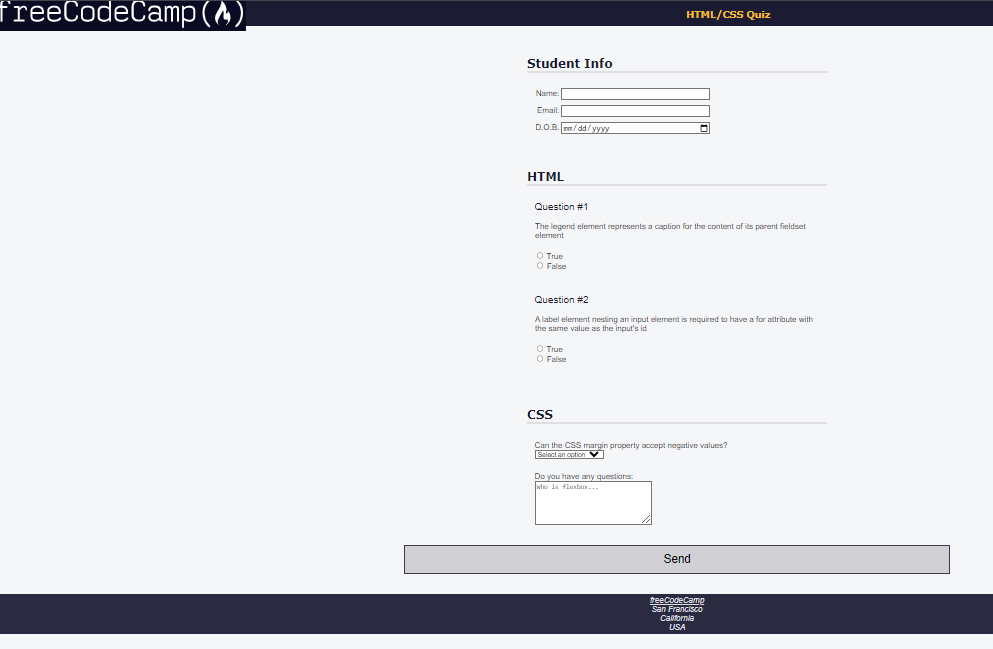 freeCodeCamp
HTML/CSS Quiz
Student Info
Name:
Email:
D.O.B.
mm/dd/yyyy
HTML
Question #1
The legend element represents a caption for the content of its parent fieldset
element
True
False
Question #2
A label element nesting an input element is required to have a for attribute with
the same value as the input's id
True
False
CSS
Can the CSS margin property accept negative values?
Select an option
Do you have any questions:
Who is flexbox...
Send
freeCodeCamp
San Francisco
California
USA